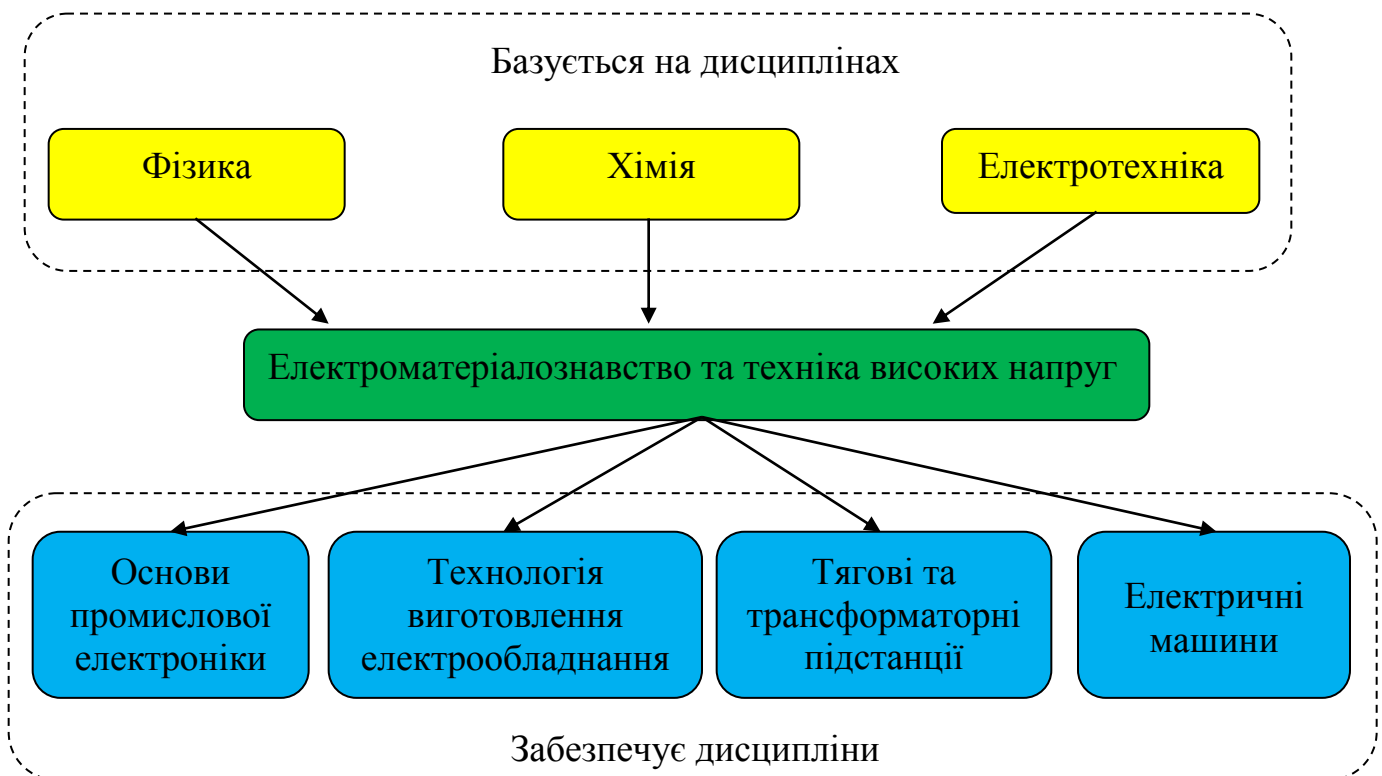 Базується на дисциплінах
Фізика
Хімія
Електротехніка
Електроматеріалознавство та техніка високих напруг
Основи
промислової
електроніки
Технологія
виготовлення
електрообладнання
Тягові та
трансформаторні
підстанції
Електричні
машини
Забезпечує дисципліни